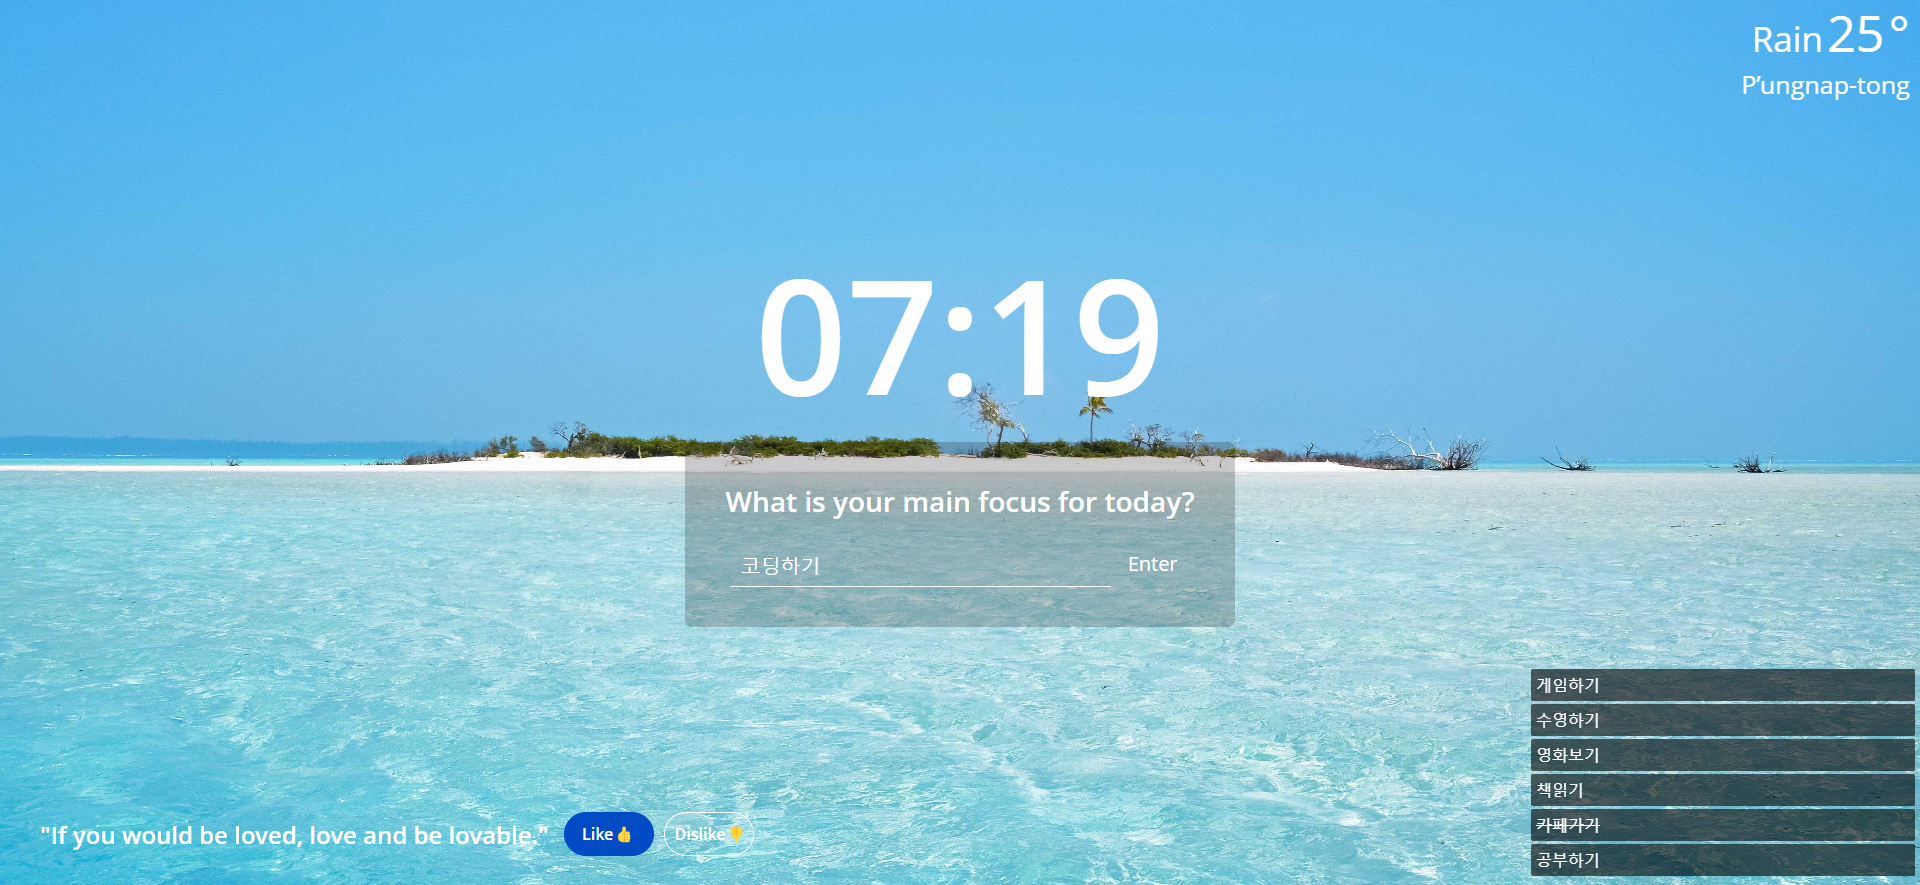 Rain 25°
P'ungnap-tong
07:19
What is your main focus for today?
코딩하기 Enter
게임하기
수영하기
영화보기
책읽기
카페가기
공부하기
"If you would be loved, love and be lovable." Like👍 Dislike👎